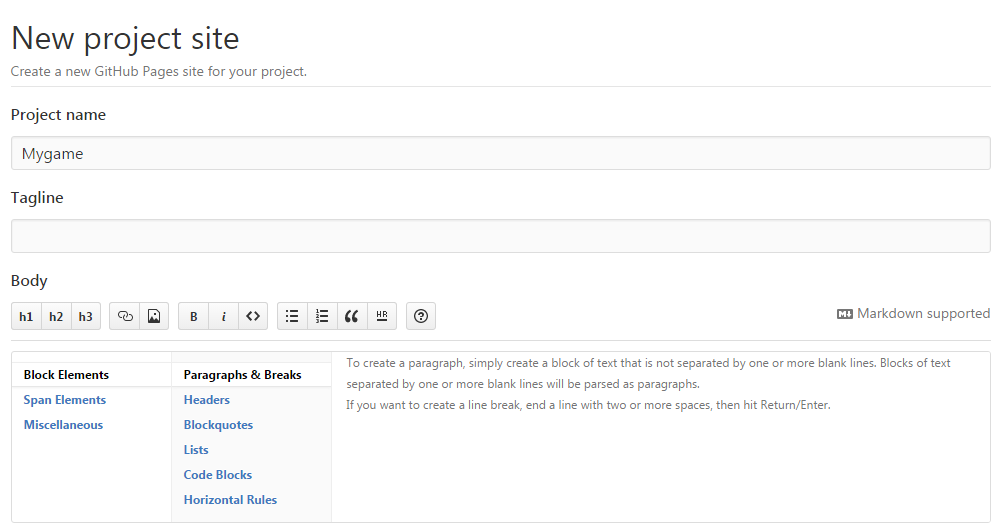 New project site
Create a new GitHub Pages site for your project.
Project name
Mygame
Tagline
Body
h1 h2 h3 B i <> HR ? Markdown supported
Block Elements
Span Elements
Miscellaneous
Paragraphs & Breaks
Headers
Blockquotes
Lists
Code Blocks
Horizontal Rules
To create a paragraph, simply create a block of text that is not separated by one or more blank lines. Blocks of text
separated by one or more blank lines will be parsed as paragraphs.
If you want to create a line break, end a line with two or more spaces, then hit Return/Enter.